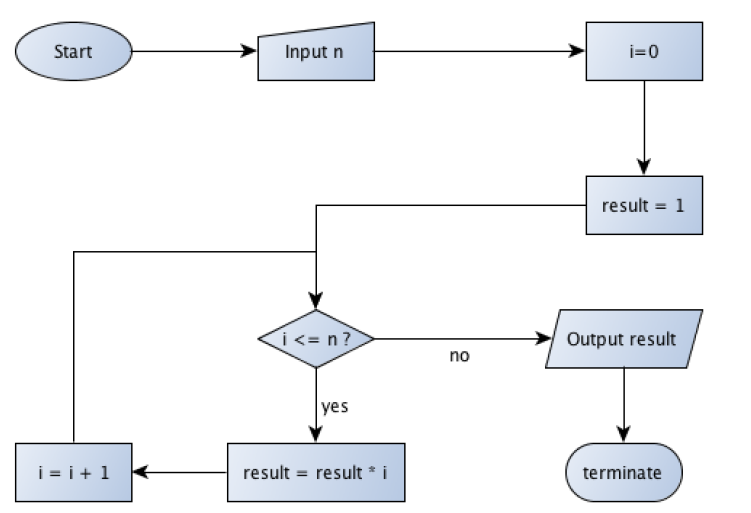 Start
Input n
i=0
result = 1
i <= n ?
no
Output result
yes
i = i + 1
result = result * i
terminate